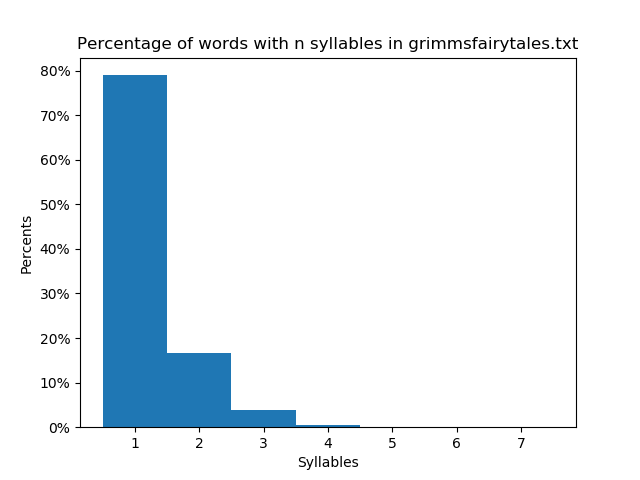 Percentage of words with n syllables in grimmsfairytales.txt
80%
70%
60%
50%
40%
30%
20%
10%
0%
Percents
1 2 3 4 5 6 7
Syllables